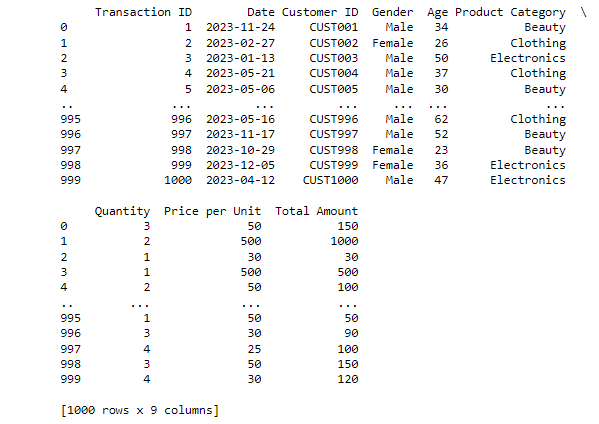 Transaction ID        Date Customer ID  Gender  Age Product Category  \
0                 1  2023-11-24     CUST001    Male   34           Beauty
1                 2  2023-02-27     CUST002  Female   26         Clothing
2                 3  2023-01-13     CUST003    Male   50      Electronics
3                 4  2023-05-21     CUST004    Male   37         Clothing
4                 5  2023-05-06     CUST005    Male   30           Beauty
..              ...         ...         ...     ...  ...              ...
995             996  2023-05-16     CUST996    Male   62         Clothing
996             997  2023-11-17     CUST997    Male   52           Beauty
997             998  2023-10-29     CUST998  Female   23           Beauty
998             999  2023-12-05     CUST999  Female   36      Electronics
999            1000  2023-04-12    CUST1000    Male   47      Electronics
Quantity  Price per Unit  Total Amount
0           3              50           150
1           2             500          1000
2           1              30            30
3           1             500           500
4           2              50           100
..        ...             ...           ...
995         1              50            50
996         3              30            90
997         4              25           100
998         3              50           150
999         4              30           120
[1000 rows x 9 columns]